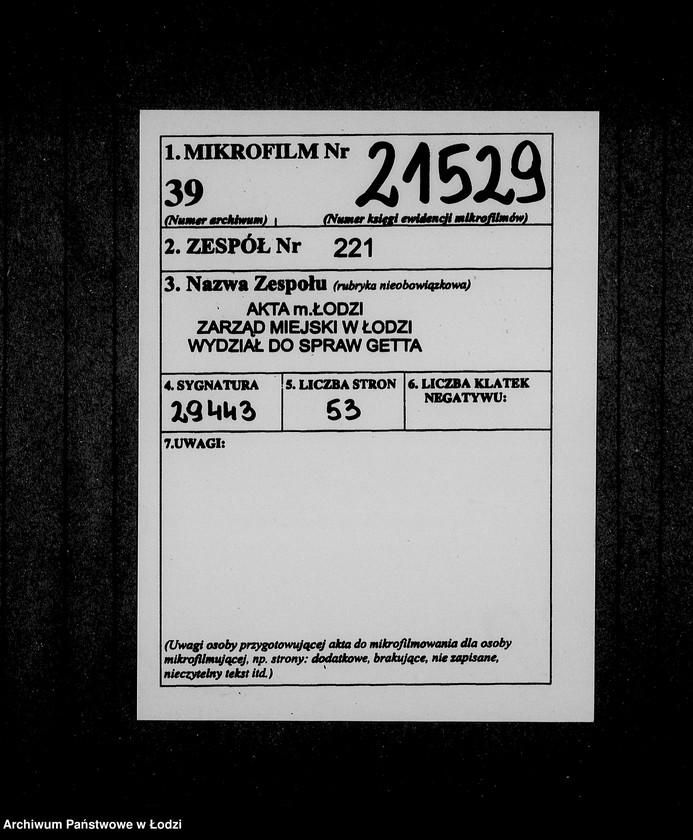 1. MIKROFILM Nr 21529
39
(Numer archiwum) (Numer księgi ewidencji mikrofilmów)
2. ZESPÓŁ Nr 221
3. Nazwa Zespołu (rubryka nieobowiązkowa)
AKTA m.ŁODZI
ZARZĄD MIEJSKI W ŁODZI
WYDZIAŁ DO SPRAW GETTA
4. SYGNATURA
29443
5. LICZBA STRON
53
6. LICZBA KLATEK
NEGATYWU:
7.UWAGI:
(Uwagi osoby przygotowującej akta do mikrofilmowania dla osoby
mikrofilmującej, np. strony: dodatkowe, brakujące, nie zapisane,
nieczytelny tekst itd.)
Archiwum Państwowe w Łodzi